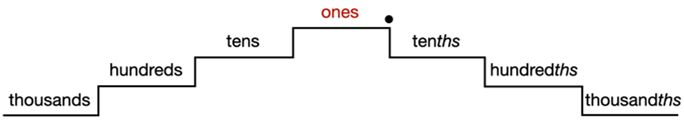 ones
tens tenths
hundreds hundredths
thousands thousandths